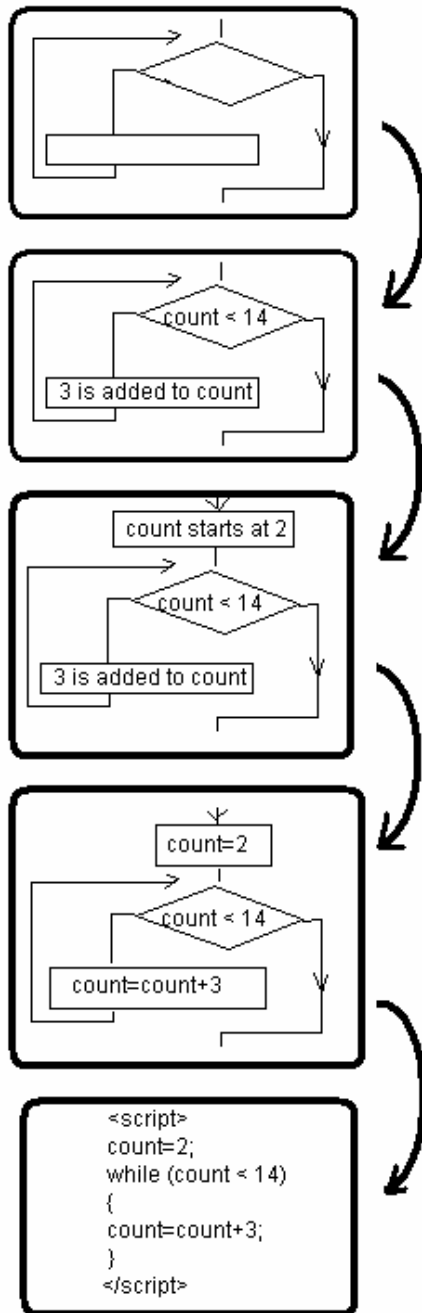 count < 14
3 is added to count
count starts at 2
count < 14
3 is added to count
count=2
count < 14
count=count+3
<script>
count=2;
while (count < 14)
{
count=count+3;
}
</script>